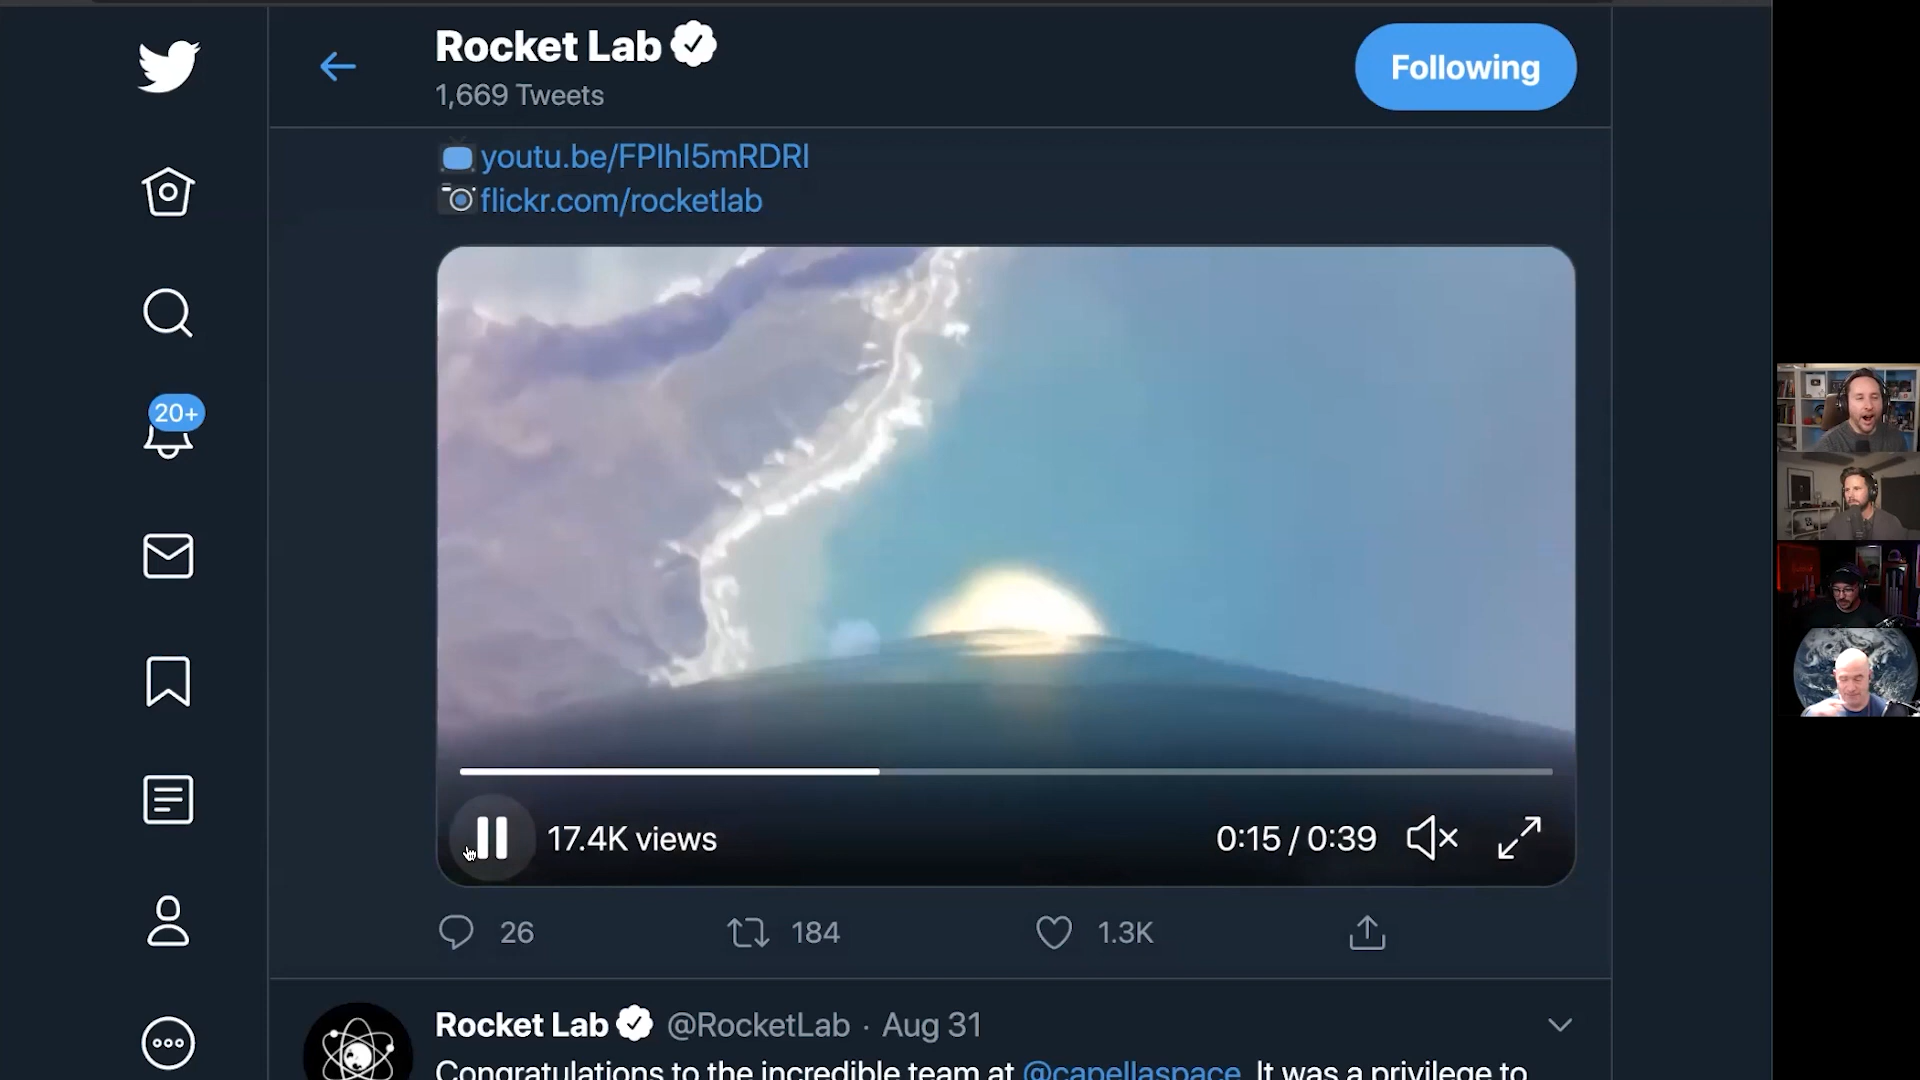 Rocket Lab
1,669 Tweets
Following
youtu.be/FPIhI5mRDRI
flickr.com/rocketlab
20+
17.4K views
0:15 / 0:39
26
184
1.3K
Rocket Lab @RocketLab · Aug 31
Congratulations to the incredible team at @capellaspace. It was a privilege to